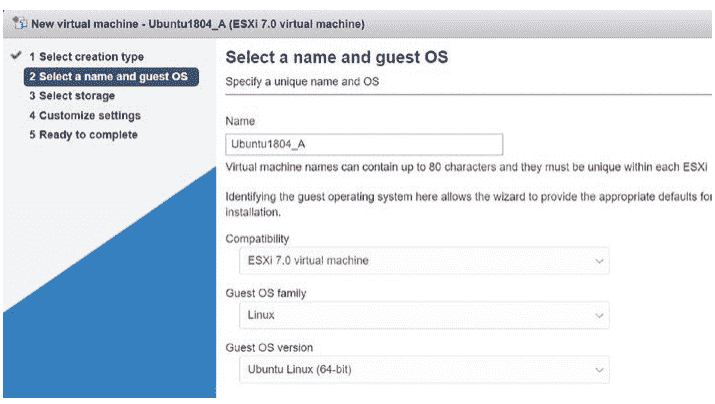 New virtual machine - Ubuntu1804_A (ESXi 7.0 virtual machine)
1 Select creation type
2 Select a name and guest OS
3 Select storage
4 Customize settings
5 Ready to complete
Select a name and guest OS
Specify a unique name and OS
Name
Ubuntu1804_A
Virtual machine names can contain up to 80 characters and they must be unique within each ESXi
Identifying the guest operating system here allows the wizard to provide the appropriate defaults for
installation.
Compatibility
ESXi 7.0 virtual machine
Guest OS family
Linux
Guest OS version
Ubuntu Linux (64-bit)